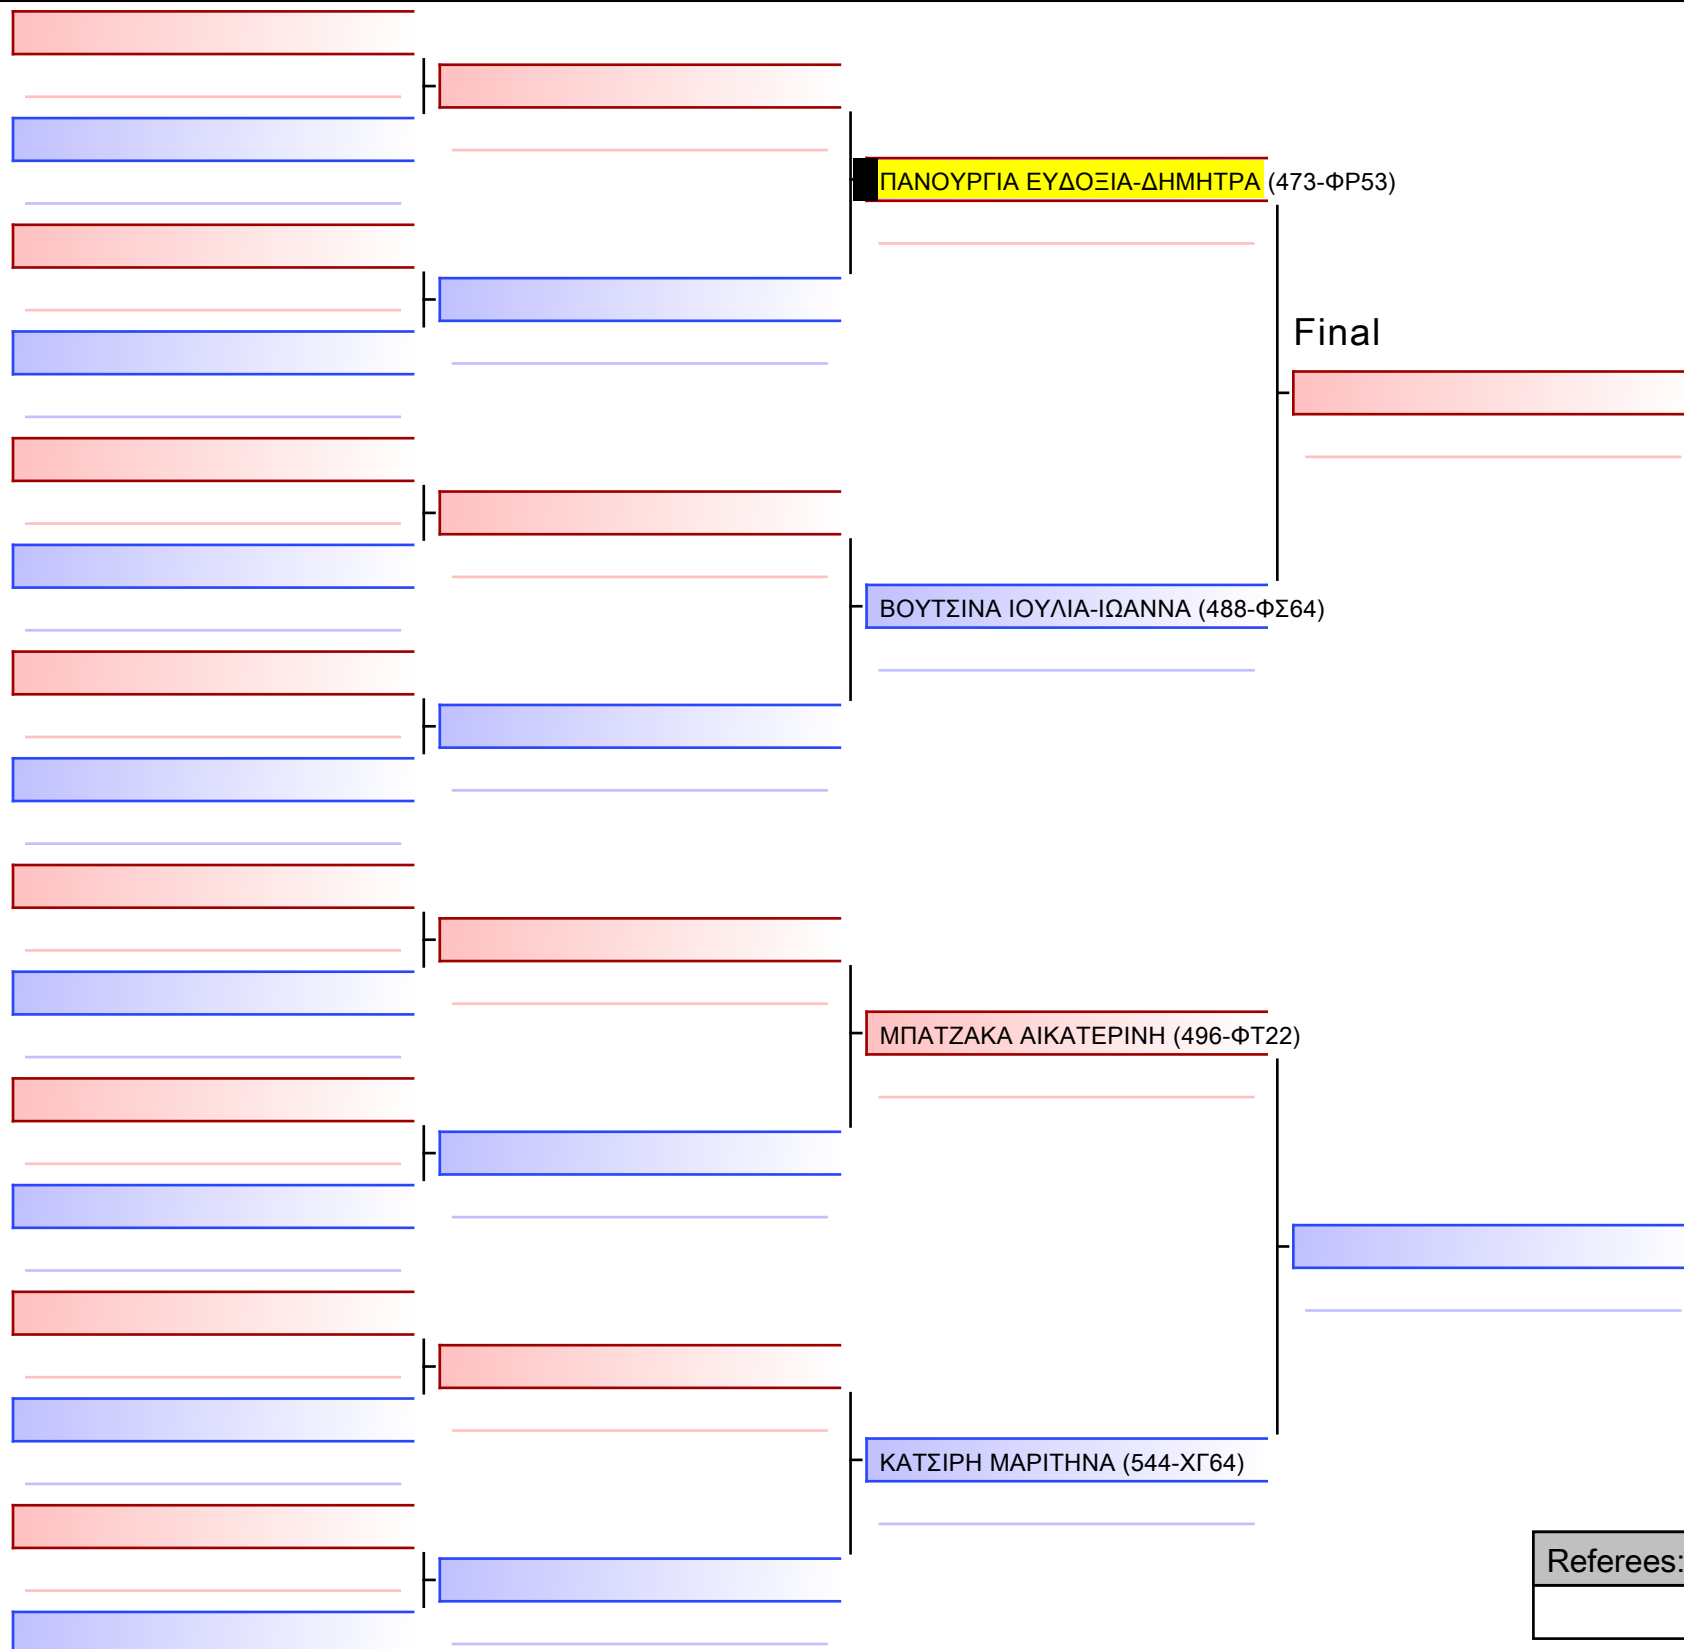 ΠΑΝΟΥΡΓΙΑ ΕΥΔΟΞΙΑ-ΔΗΜΗΤΡΑ (473-ΦΡ53)
Final
ΒΟΥΤΣΙΝΑ ΙΟΥΛΙΑ-ΙΩΑΝΝΑ (488-ΦΣ64)
ΜΠΑΤΖΑΚΑ ΑΙΚΑΤΕΡΙΝΗ (496-ΦΤ22)
ΚΑΤΣΙΡΗ ΜΑΡΙΤΗΝΑ (544-ΧΓ64)
Referees: